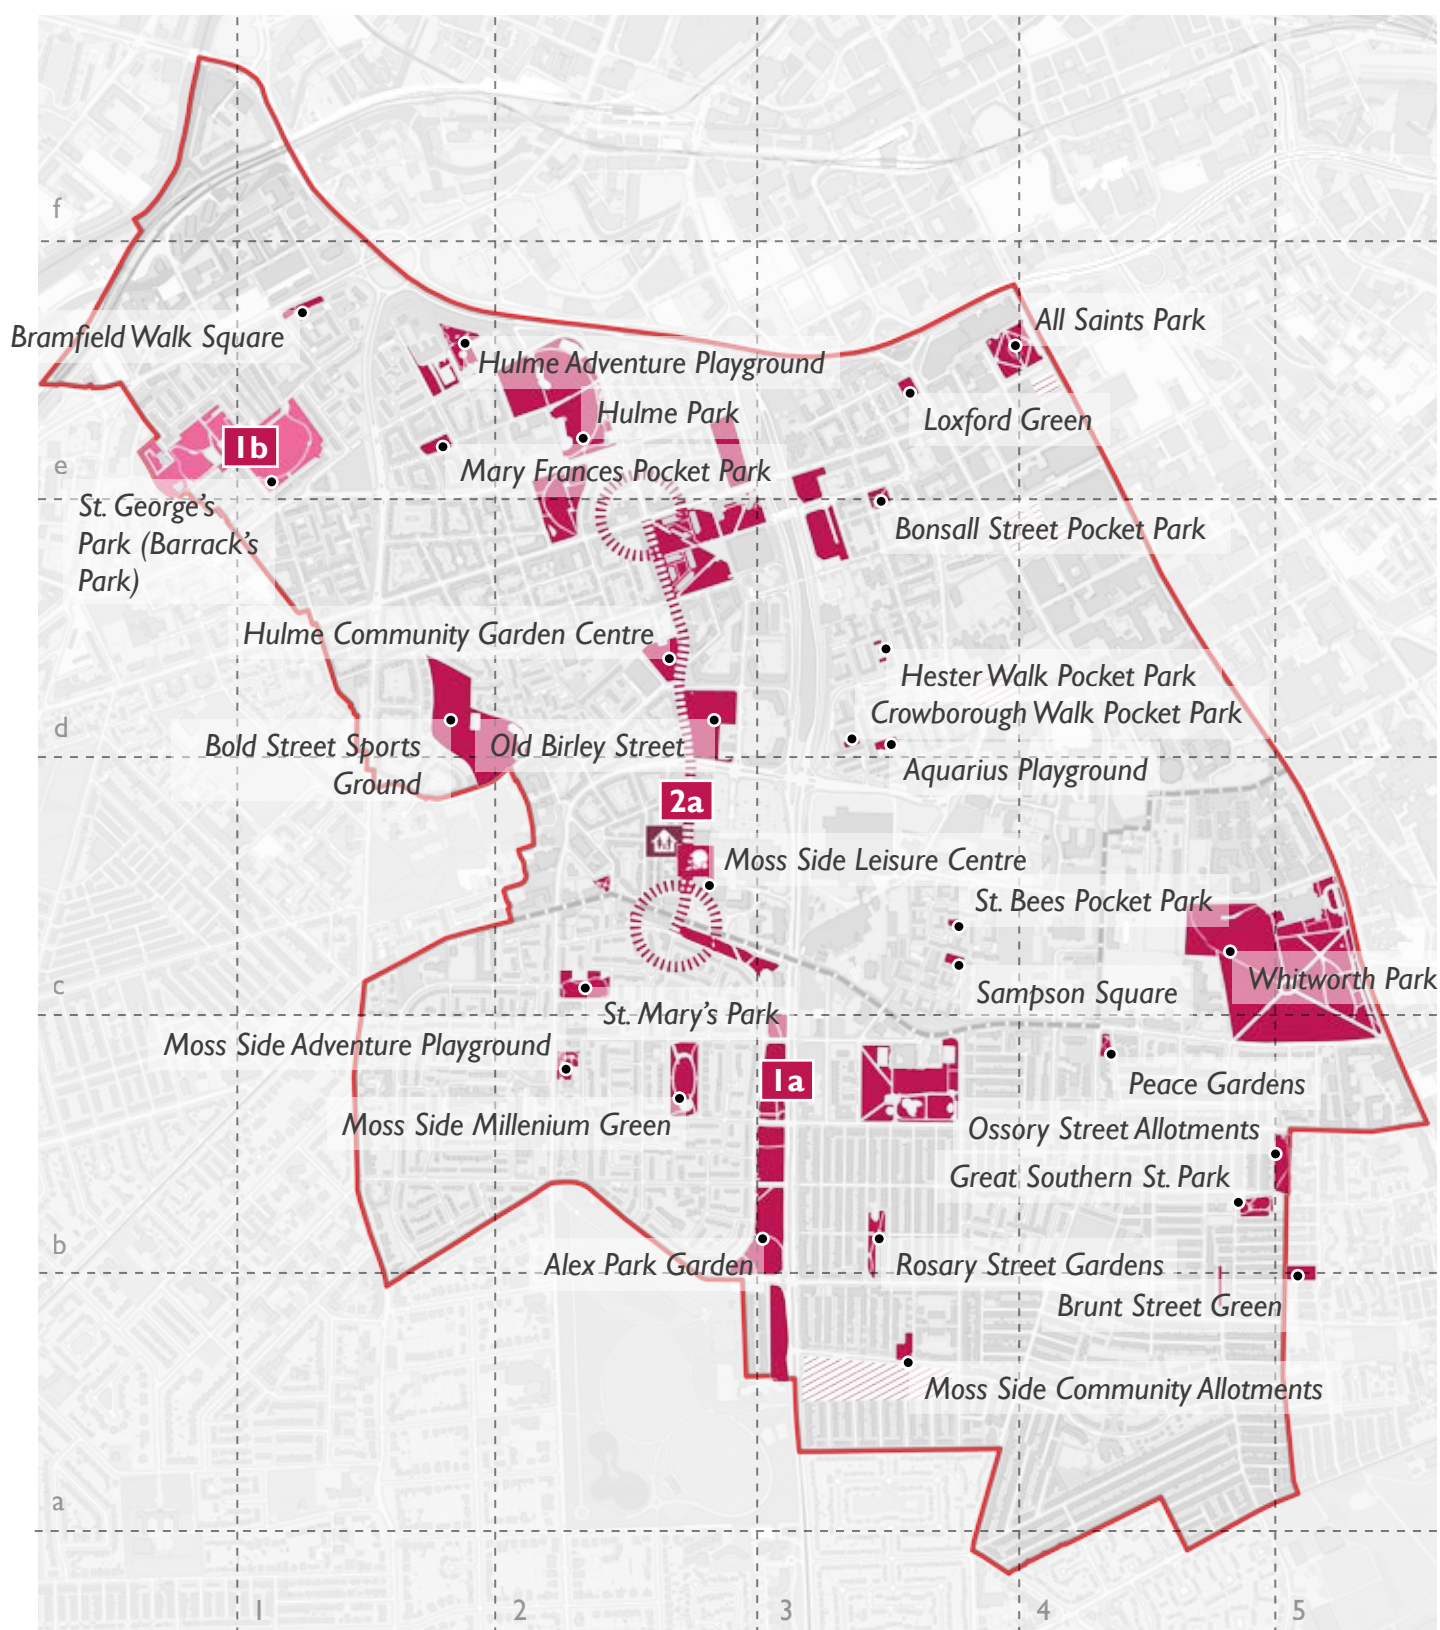 f
All Saints Park
Bramfield Walk Square
Hulme Adventure Playground
Hulme Park
Loxford Green
1b
e
Mary Frances Pocket Park
St. George's
Park (Barrack's
Park)
Bonsall Street Pocket Park
Hulme Community Garden Centre
Hester Walk Pocket Park
Crowborough Walk Pocket Park
d
Bold Street Sports
Ground
Old Birley Street
Aquarius Playground
2a
Moss Side Leisure Centre
St. Bees Pocket Park
Whitworth Park
c
Sampson Square
St. Mary's Park
Moss Side Adventure Playground
1a
Peace Gardens
Moss Side Millenium Green
Ossory Street Allotments
Great Southern St. Park
b
Alex Park Garden
Rosary Street Gardens
Brunt Street Green
Moss Side Community Allotments
a
1
2
3
4
5